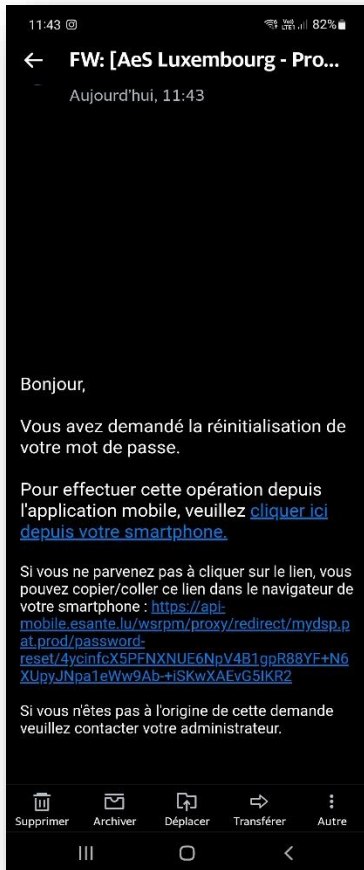 11:43 82%
FW: [AeS Luxembourg - Pro...
Aujourd'hui, 11:43
Bonjour,
Vous avez demandé la réinitialisation de
votre mot de passe.
Pour effectuer cette opération depuis
l'application mobile, veuillez cliquer ici
depuis votre smartphone.
Si vous ne parvenez pas à cliquer sur le lien, vous
pouvez copier/coller ce lien dans le navigateur de
votre smartphone : https://api-
mobile.esante.lu/wsrpm/proxy/redirect/mydsp.p
at.prod/password-
reset/4ycinfcX5PFNXNUE6NpV4B1gpR88YF+N6
XUpyJNpa1eWw9Ab-+iSKwXAEvG5IKR2
Si vous n'êtes pas à l'origine de cette demande
veuillez contacter votre administrateur.
Supprimer Archiver Déplacer Transférer Autre